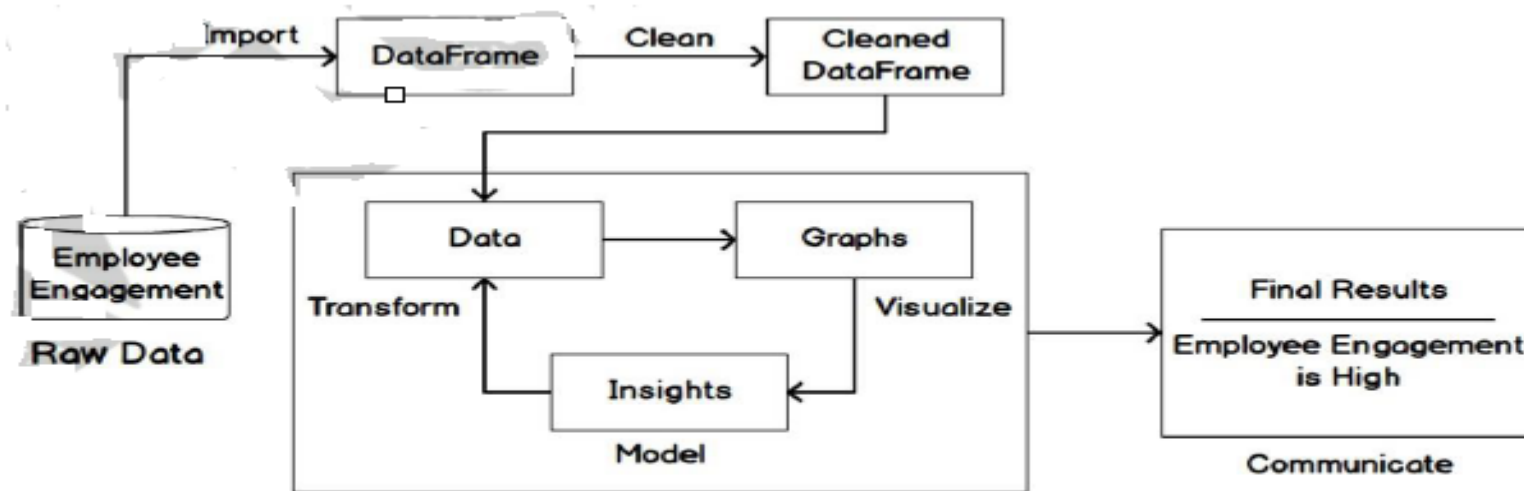 Import
DataFrame
Clean
Cleaned
DataFrame
Employee
Engagement
Raw Data
Data
Graphs
Transform
Visualize
Insights
Model
Final Results
Employee Engagement
is High
Communicate